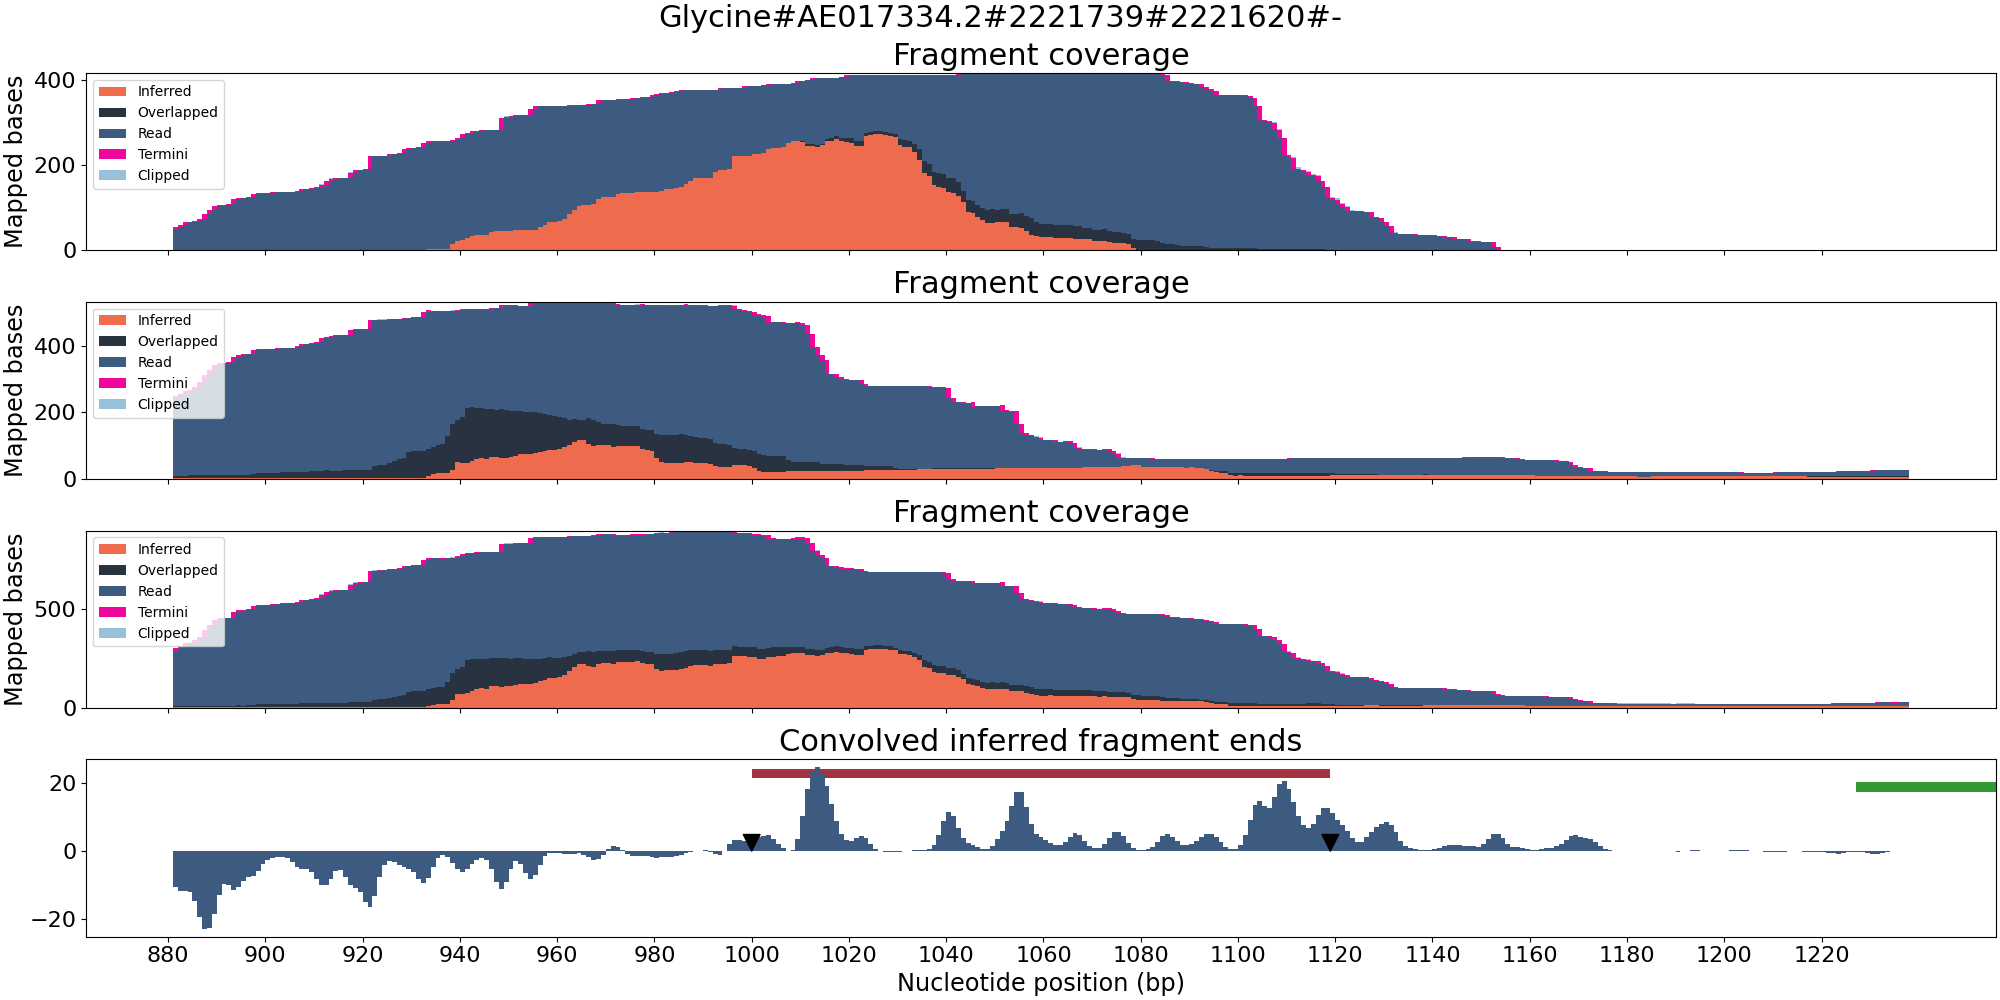 Glycine#AE017334.2#2221739#2221620#-
Fragment coverage
Mapped bases
400
200
0
Inferred
Overlapped
Read
Termini
Clipped
Fragment coverage
Mapped bases
400
200
0
Inferred
Overlapped
Read
Termini
Clipped
Fragment coverage
Mapped bases
500
0
Inferred
Overlapped
Read
Termini
Clipped
Convolved inferred fragment ends
20
0
−20
880 900 920 940 960 980 1000 1020 1040 1060 1080 1100 1120 1140 1160 1180 1200 1220
Nucleotide position (bp)